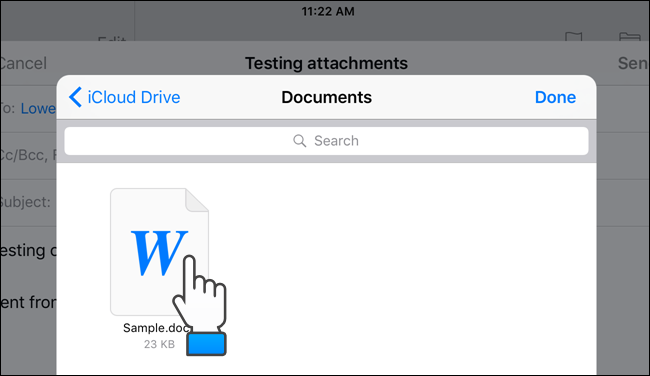 11:22 AM
Edit
Cancel
Testing attachments
Sen
iCloud Drive
Documents
Done
To: Lowe
Search
Cc/Bcc, F
Subject:
W
esting
ent from
Sample.doc
23 KB